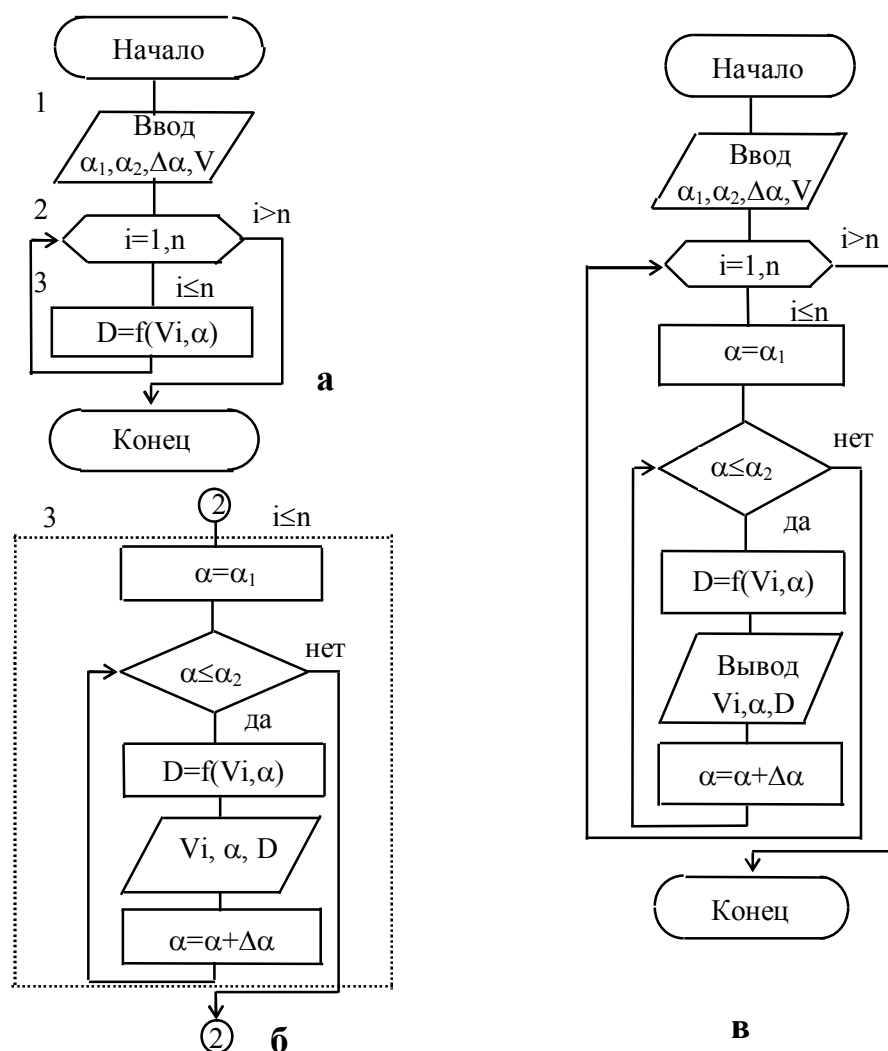 Начало
1
Ввод
α₁,α₂,Δα,V
2
i>n
i=1,n
3
i≤n
D=f(Vi,α)
а
Конец
2
3
i≤n
α=α₁
нет
α≤α₂
да
D=f(Vi,α)
Vi, α, D
α=α+Δα
2
б
Начало
Ввод
α₁,α₂,Δα,V
i>n
i=1,n
i≤n
α=α₁
нет
α≤α₂
да
D=f(Vi,α)
Вывод
Vi,α,D
α=α+Δα
Конец
в